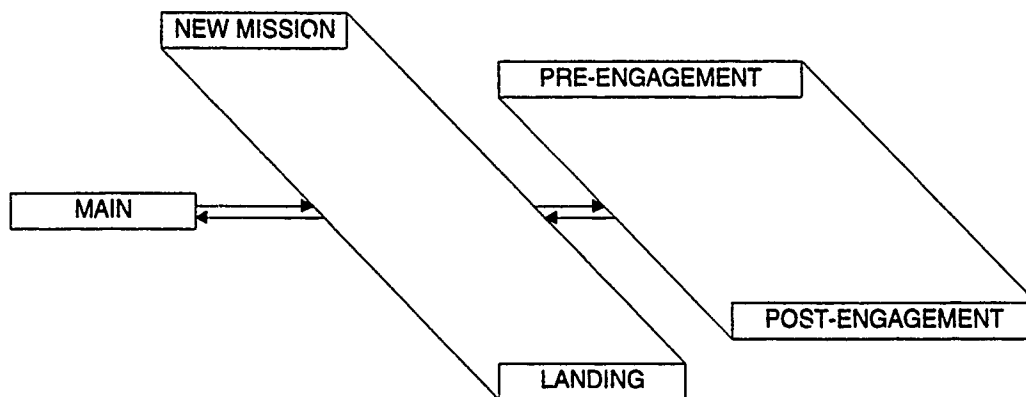 NEW MISSION
PRE-ENGAGEMENT
MAIN
POST-ENGAGEMENT
LANDING